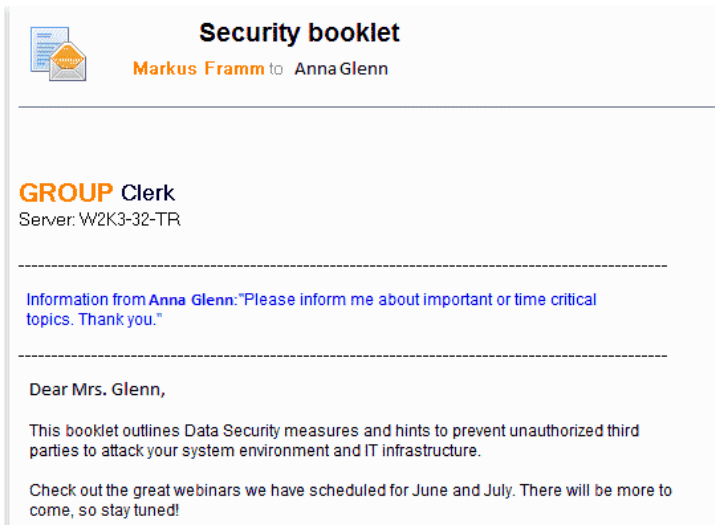 Security booklet
Markus Framm to Anna Glenn
GROUP Clerk
Server: W2K3-32-TR
--------------------------------------------------------------------------------
Information from Anna Glenn:"Please inform me about important or time critical
topics. Thank you."
--------------------------------------------------------------------------------
Dear Mrs. Glenn,
This booklet outlines Data Security measures and hints to prevent unauthorized third
parties to attack your system environment and IT infrastructure.
Check out the great webinars we have scheduled for June and July. There will be more to
come, so stay tuned!